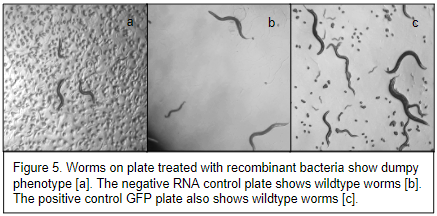 a
b
c
Figure 5. Worms on plate treated with recombinant bacteria show dumpy
phenotype [a]. The negative RNA control plate shows wildtype worms [b].
The positive control GFP plate also shows wildtype worms [c].